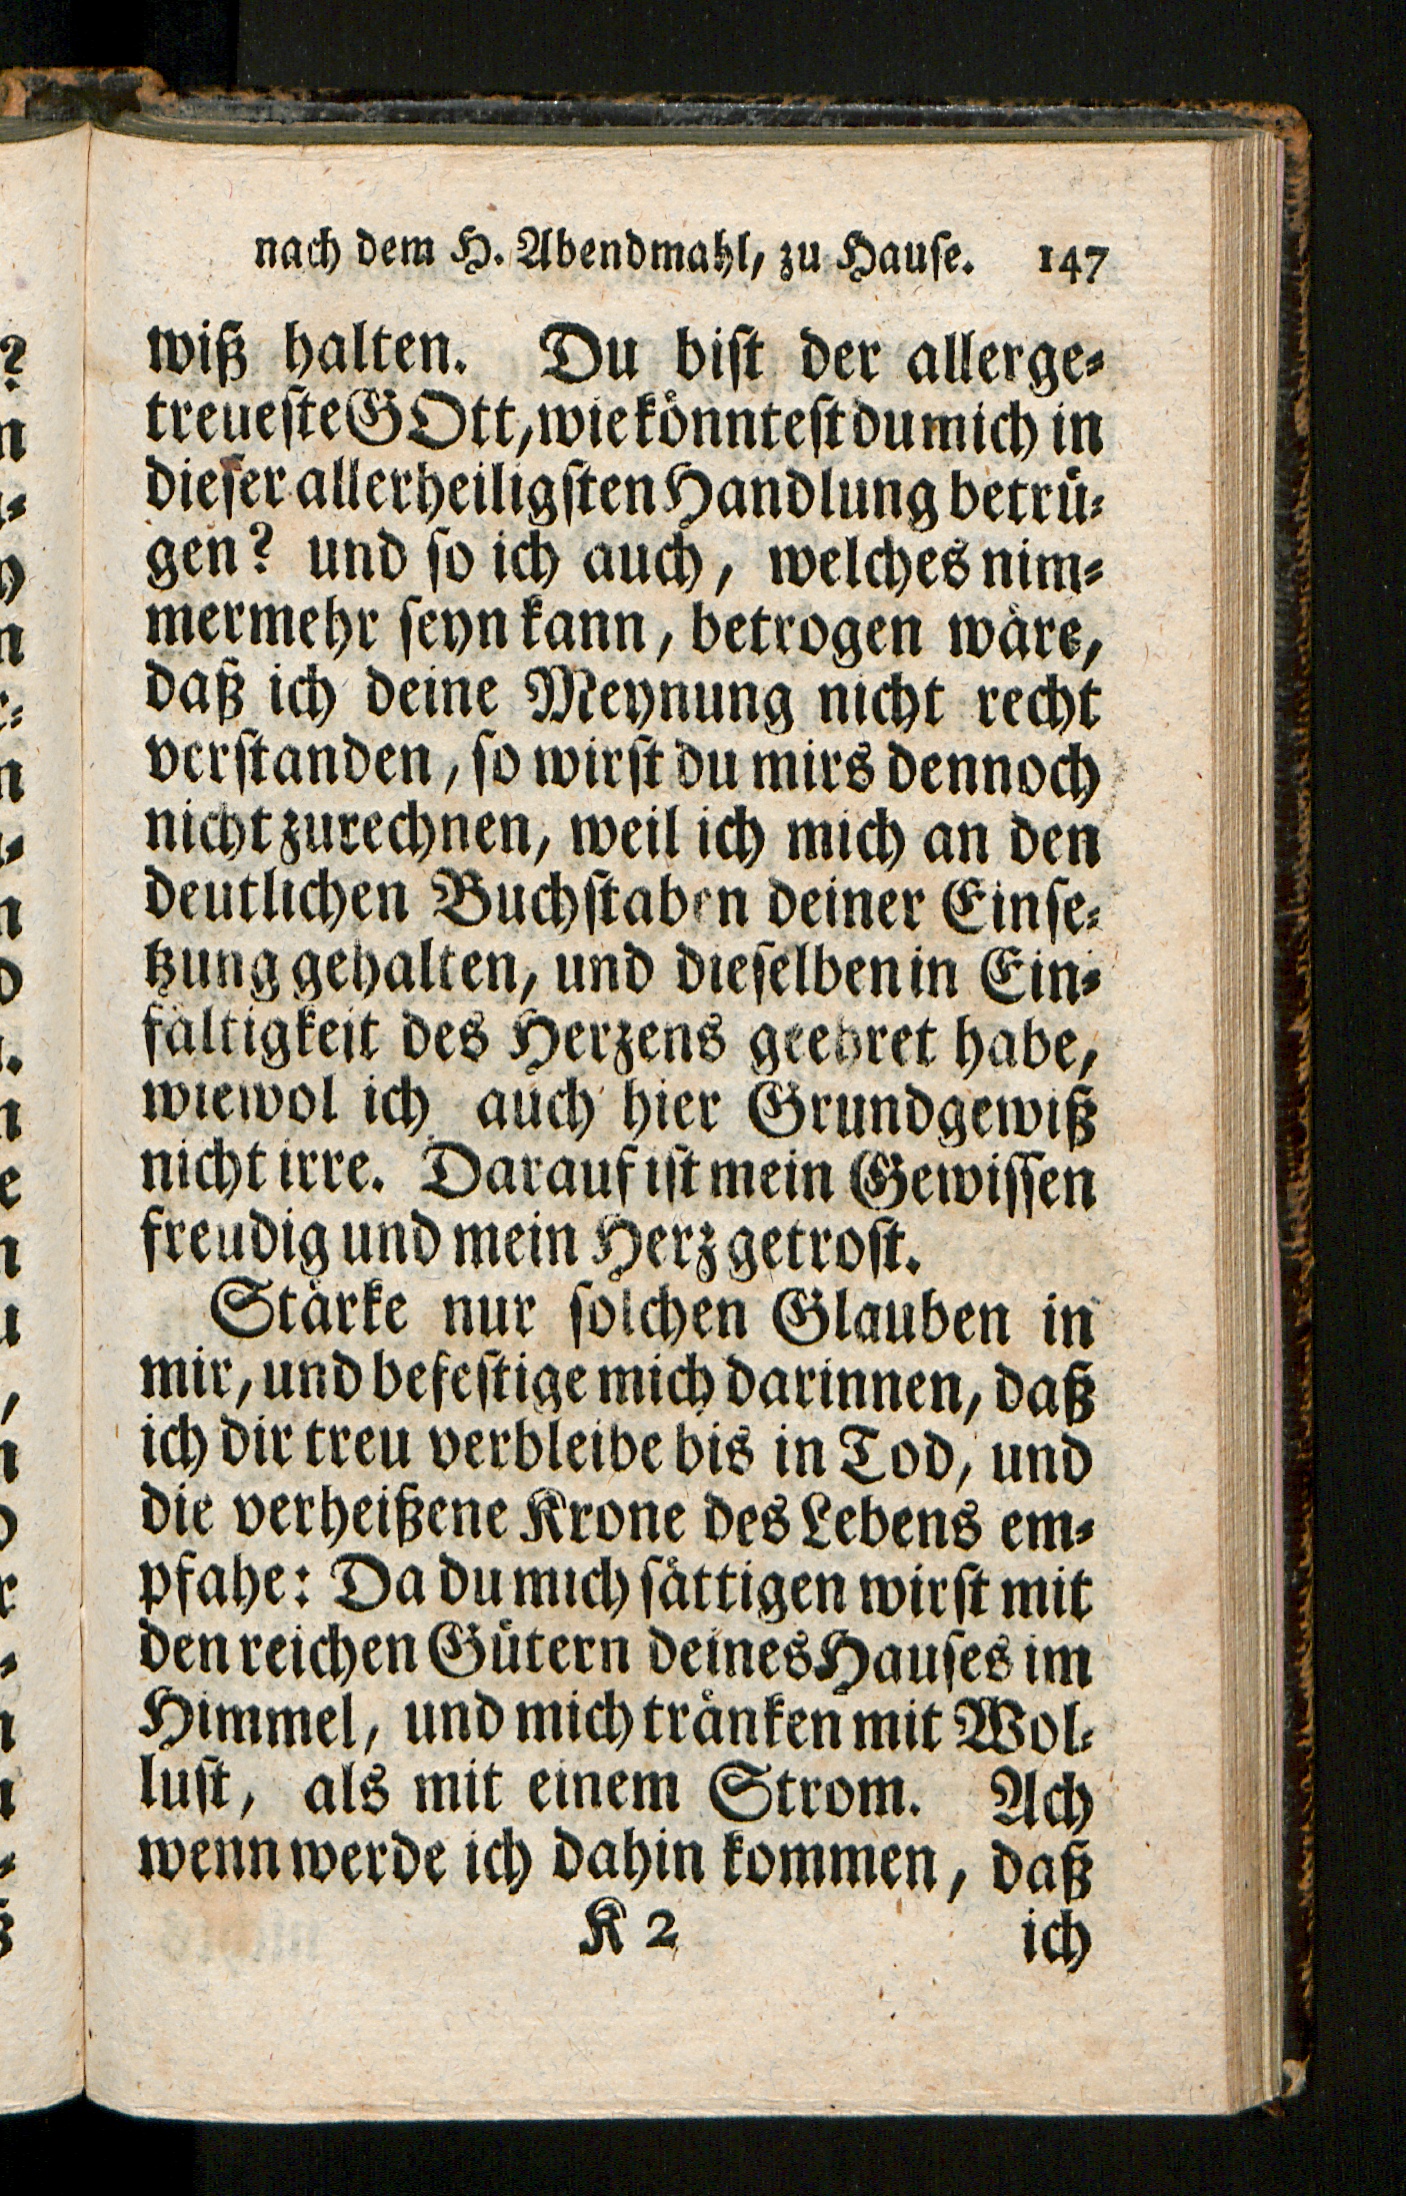 nach dem H. Abendmahl, zu Hause. 147
wiß halten. Du bist der allerge-
treueste GOtt, wie könntest du mich in
dieser allerheiligsten Handlung betrü-
gen? und so ich auch, welches nim-
mermehr seyn kann, betrogen wäre,
daß ich deine Meynung nicht recht
verstanden, so wirst du mirs dennoch
nicht zurechnen, weil ich mich an den
deutlichen Buchstaben deiner Einse-
tzung gehalten, und dieselben in Ein-
fältigkeit des Herzens geehret habe,
wiewol ich auch hier Grundgewiß
nicht irre. Darauf ist mein Gewissen
freudig und mein Herz getrost.
Stärke nur solchen Glauben in
mir, und befestige mich darinnen, daß
ich dir treu verbleibe bis in Tod, und
die verheißene Krone des Lebens em-
pfahe: Da du mich sättigen wirst mit
den reichen Gütern deines Hauses im
Himmel, und mich tränken mit Wol-
lust, als mit einem Strom. Ach
wenn werde ich dahin kommen, daß
K 2 ich